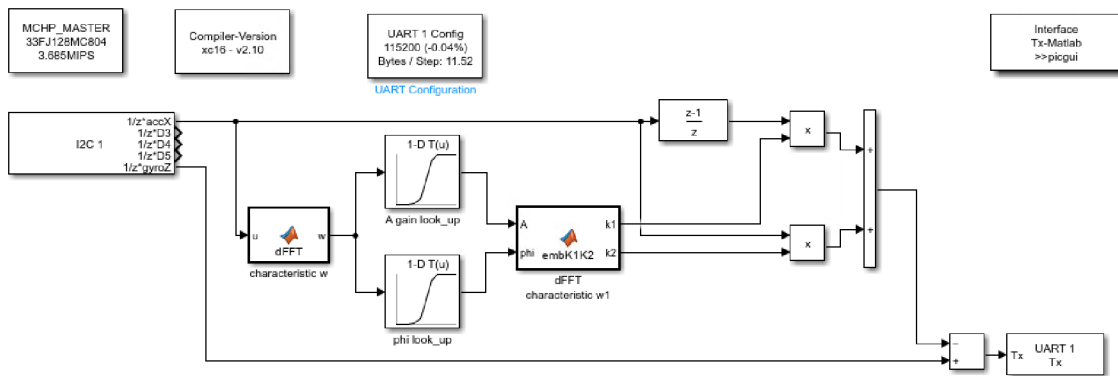 MCHP_MASTER
33FJ128MC804
3.685MIPS
Compiler-Version
xc16 - v2.10
UART 1 Config
115200 (-0.04%)
Bytes / Step: 11.52
UART Configuration
Interface
Tx-Matlab
>>picgui
I2C 1
1/z*accX
1/z*D3
1/z*D4
1/z*D5
1/z*gyroZ
z-1
z
x
+
1-D T(u)
A gain look_up
u
w
dFFT
characteristic w
A
phi
k1
k2
embK1K2
dFFT
characteristic w1
x
+
1-D T(u)
phi look_up
−
+
Tx
UART 1
Tx